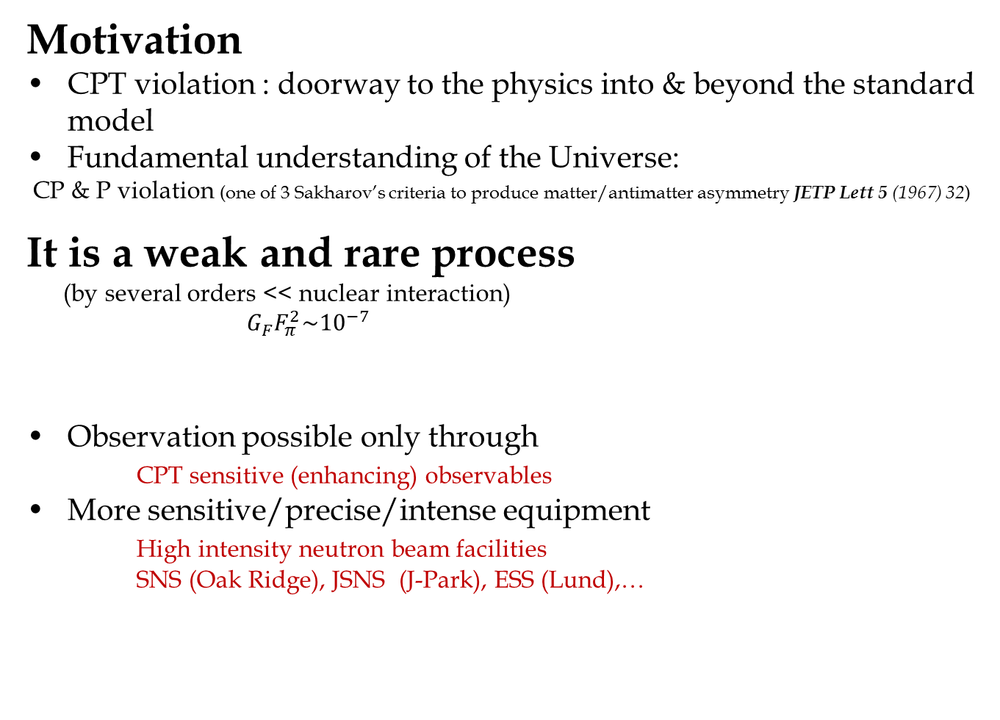 Motivation
• CPT violation : doorway to the physics into & beyond the standard
model
• Fundamental understanding of the Universe:
CP & P violation (one of 3 Sakharov's criteria to produce matter/antimatter asymmetry JETP Lett 5 (1967) 32)
It is a weak and rare process
(by several orders << nuclear interaction)
$G_F F_\pi^2 \sim 10^{-7}$
• Observation possible only through
CPT sensitive (enhancing) observables
• More sensitive/precise/intense equipment
High intensity neutron beam facilities
SNS (Oak Ridge), JSNS (J-Park), ESS (Lund),…